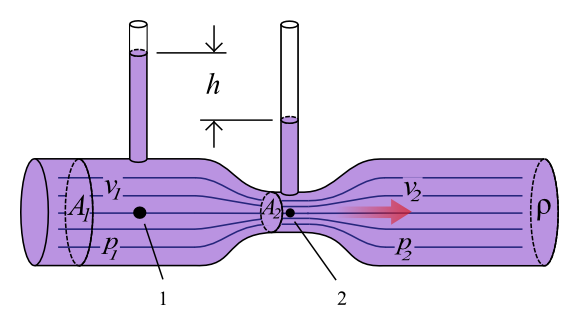 h
v₁
v₂
A₁
A₂
ρ
p₁
p₂
1
2